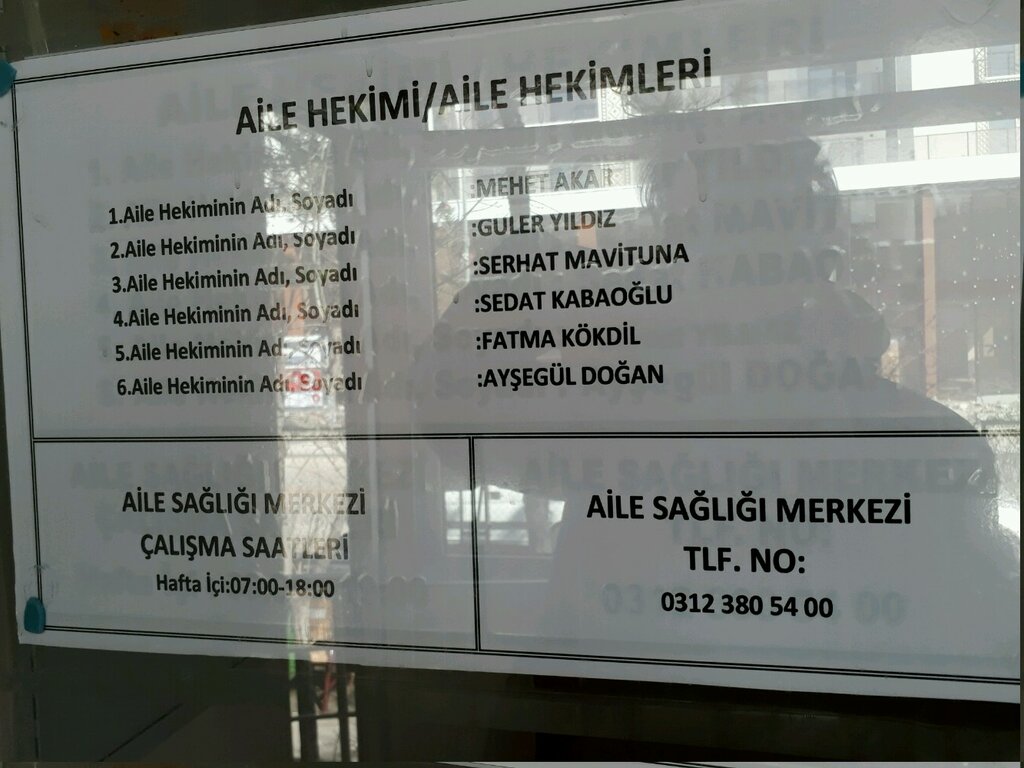 AİLE HEKİMİ/AİLE HEKİMLERİ
1.Aile Hekiminin Adı, Soyadı :MEHET AKAR
2.Aile Hekiminin Adı, Soyadı :GULER YILDIZ
3.Aile Hekiminin Adı, Soyadı :SERHAT MAVİTUNA
4.Aile Hekiminin Adı, Soyadı :SEDAT KABAOĞLU
5.Aile Hekiminin Adı, Soyadı :FATMA KÖKDİL
6.Aile Hekiminin Adı, Soyadı :AYŞEGÜL DOĞAN
AİLE SAĞLIĞI MERKEZİ
ÇALIŞMA SAATLERİ
Hafta İçi:07:00-18:00
AİLE SAĞLIĞI MERKEZİ
TLF. NO:
0312 380 54 00